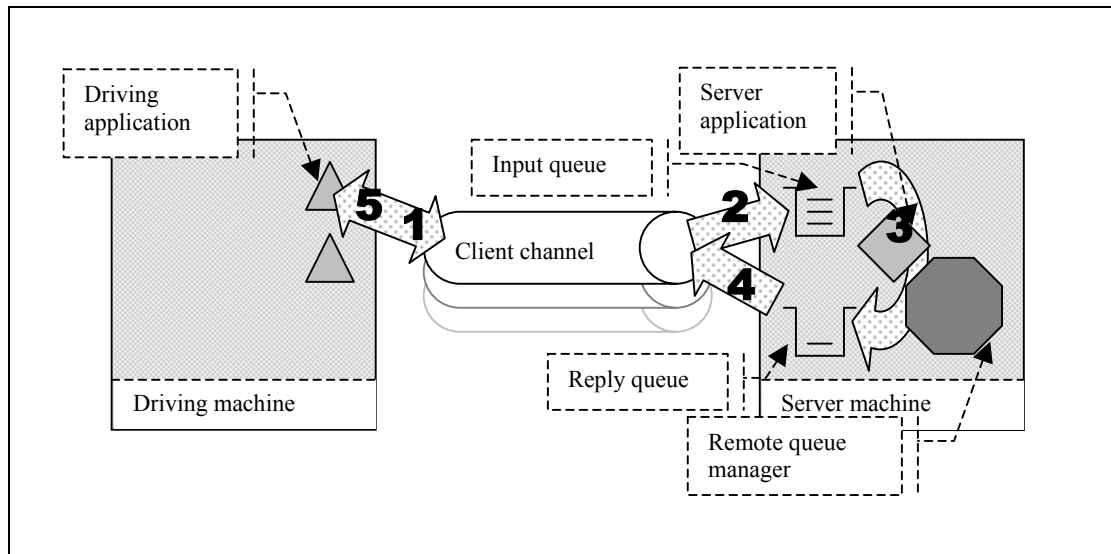 Driving
application
Server
application
Input queue
5
1
Client channel
2
3
4
Reply queue
Driving machine
Server machine
Remote queue
manager